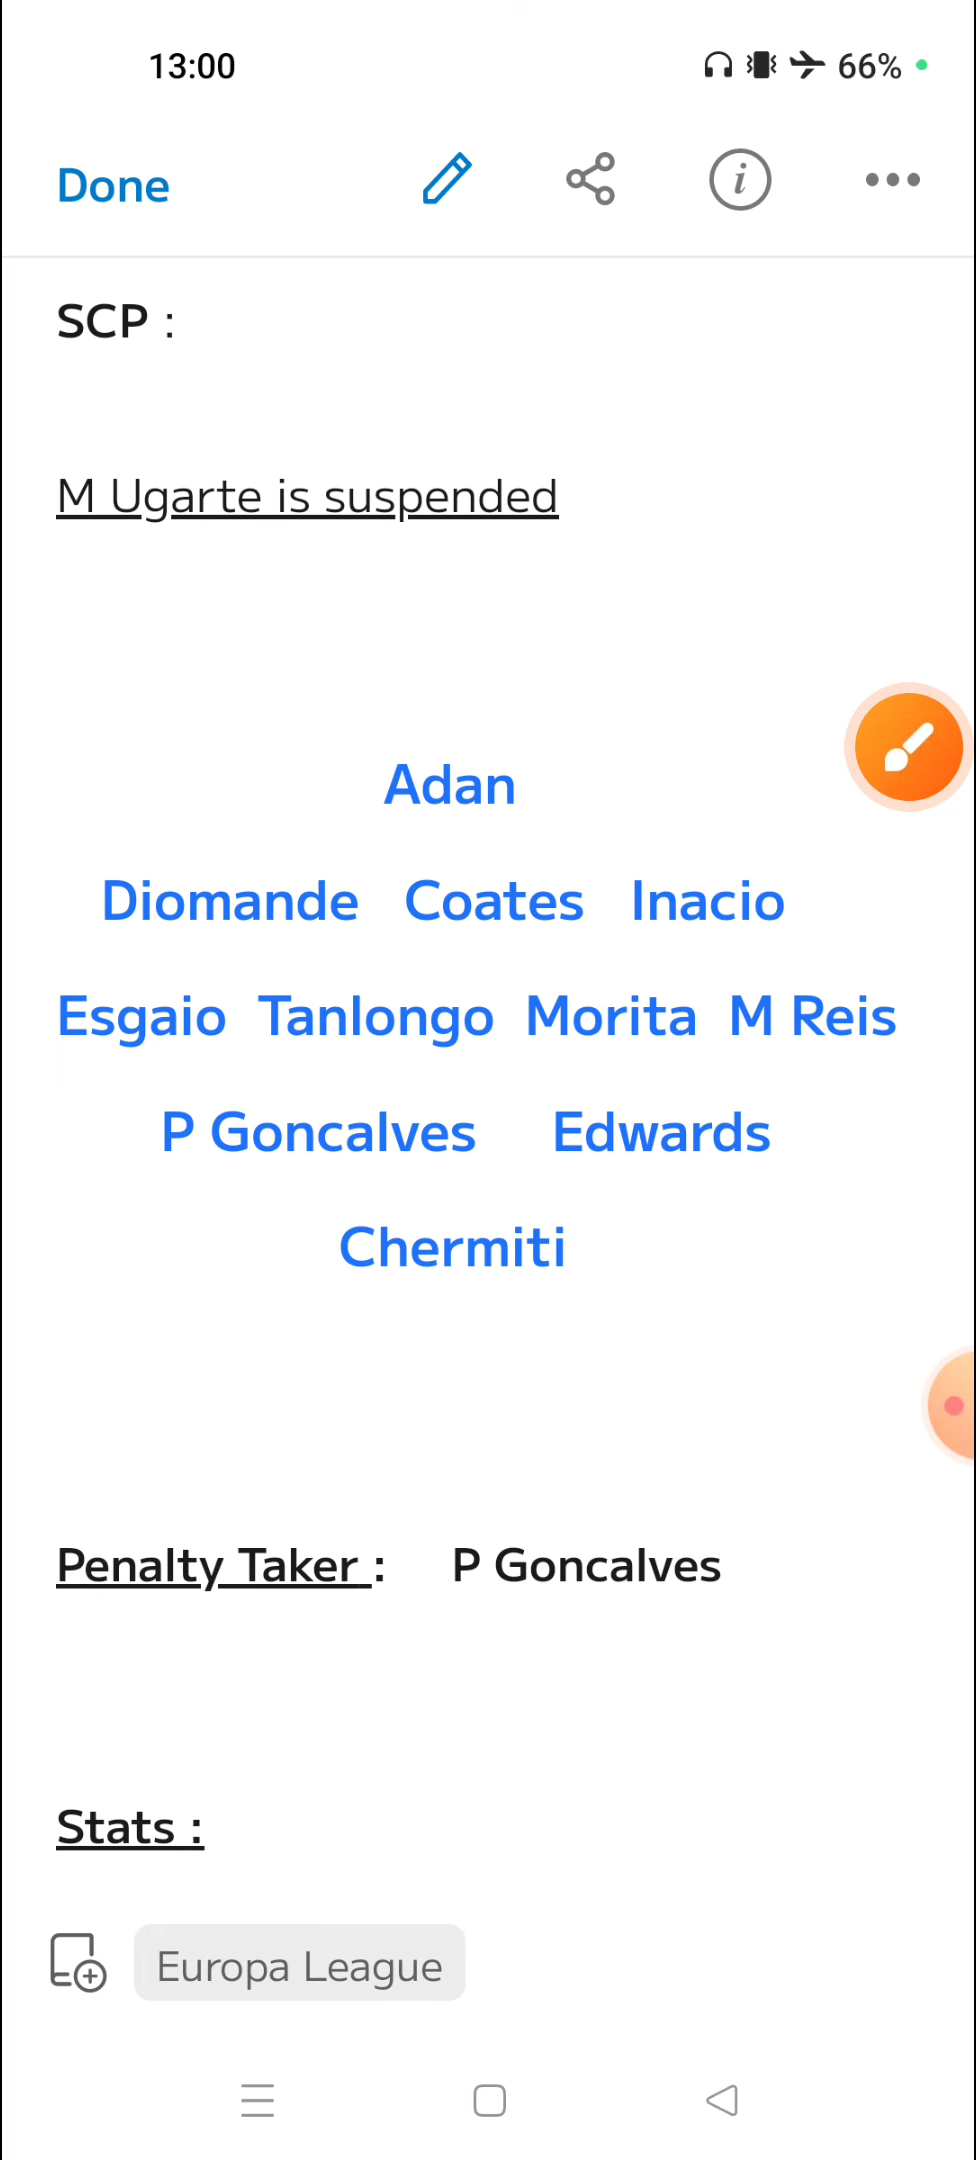 13:00 66%
Done
SCP :
M Ugarte is suspended
Adan
Diomande Coates Inacio
Esgaio Tanlongo Morita M Reis
P Goncalves Edwards
Chermiti
Penalty Taker : P Goncalves
Stats :
Europa League